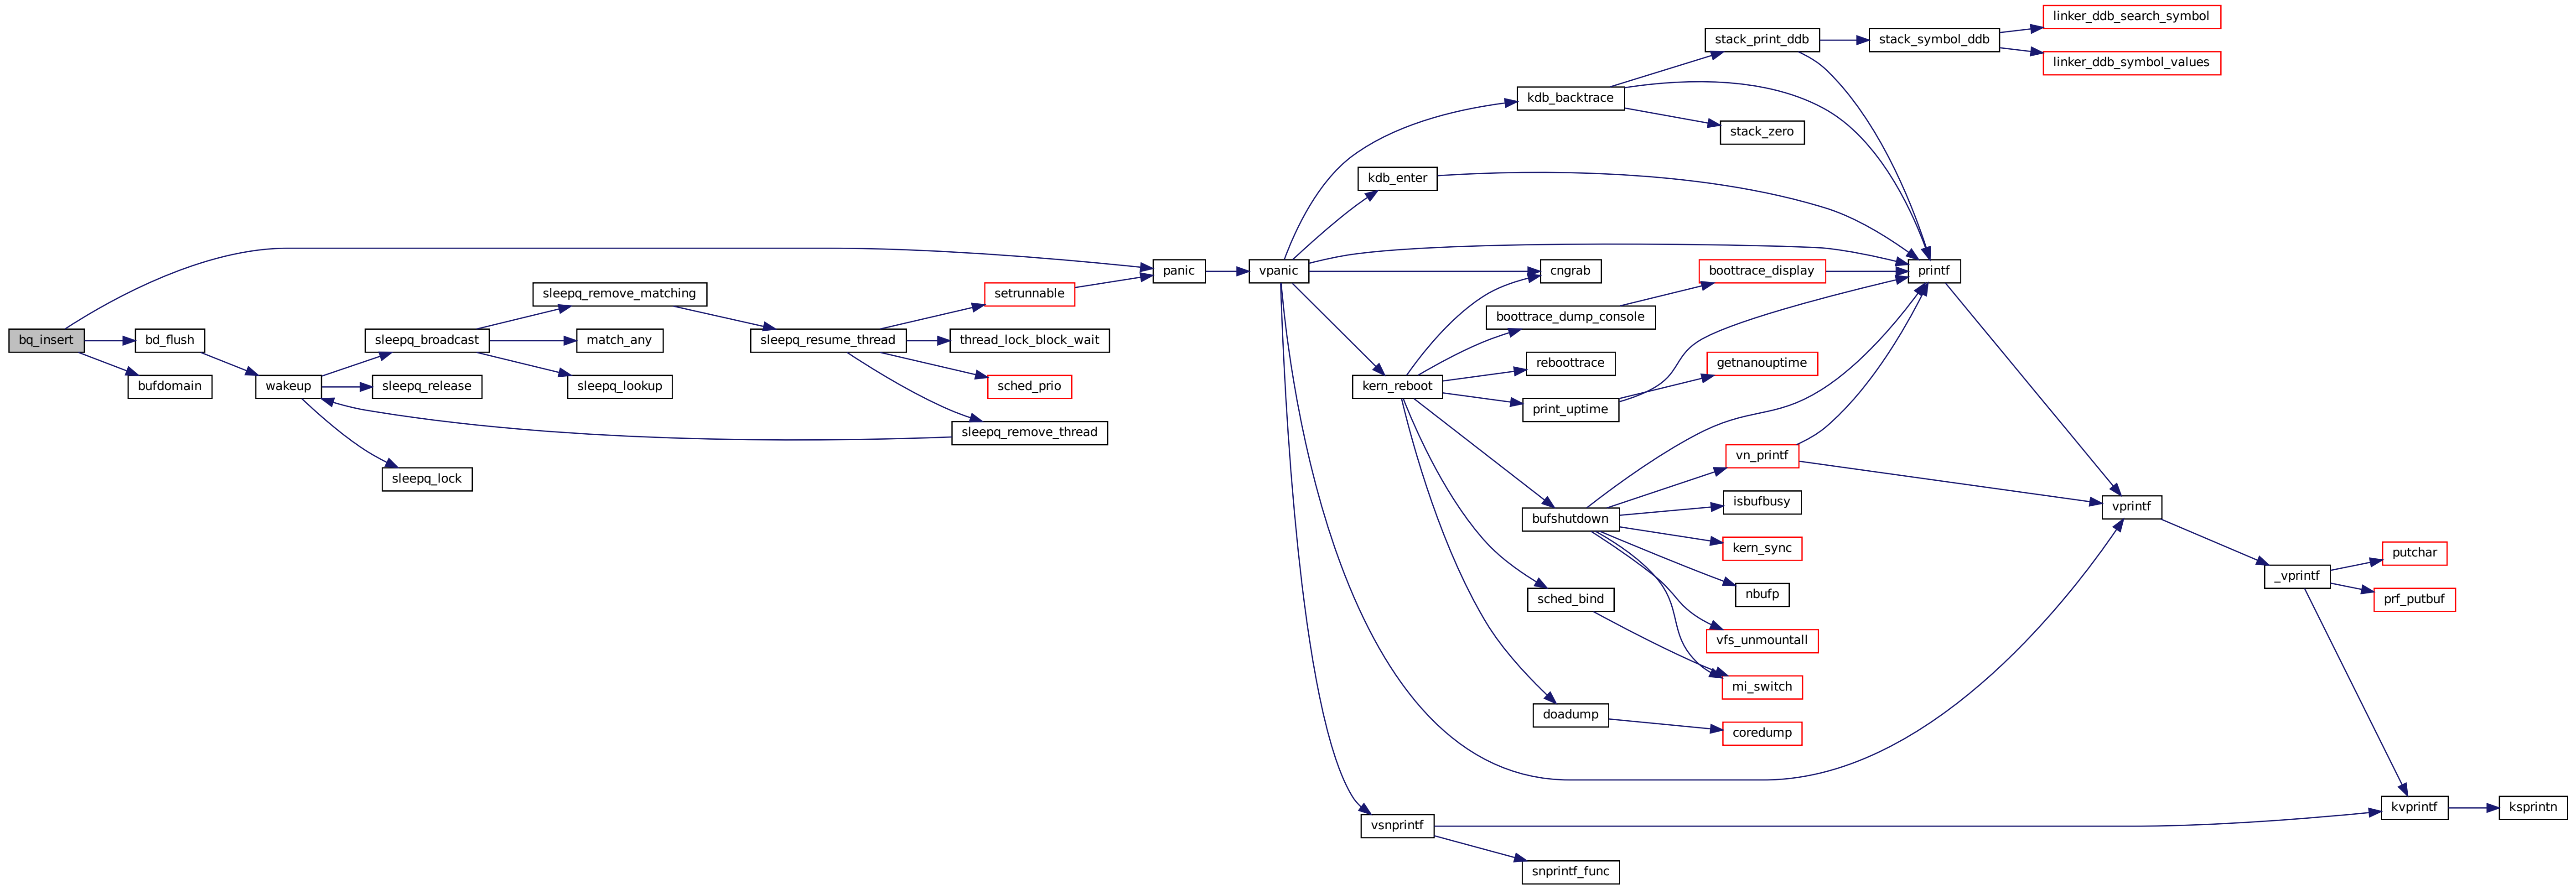 bq_insert
bd_flush
bufdomain
wakeup
sleepq_broadcast
sleepq_release
sleepq_lock
sleepq_remove_matching
match_any
sleepq_lookup
sleepq_resume_thread
setrunnable
thread_lock_block_wait
sched_prio
sleepq_remove_thread
panic
vpanic
kdb_backtrace
kdb_enter
cngrab
kern_reboot
vsnprintf
stack_print_ddb
stack_zero
stack_symbol_ddb
linker_ddb_search_symbol
linker_ddb_symbol_values
boottrace_display
boottrace_dump_console
reboottrace
getnanouptime
print_uptime
printf
vn_printf
isbufbusy
bufshutdown
kern_sync
nbufp
sched_bind
vfs_unmountall
mi_switch
doadump
coredump
snprintf_func
vprintf
_vprintf
putchar
prf_putbuf
kvprintf
ksprintn